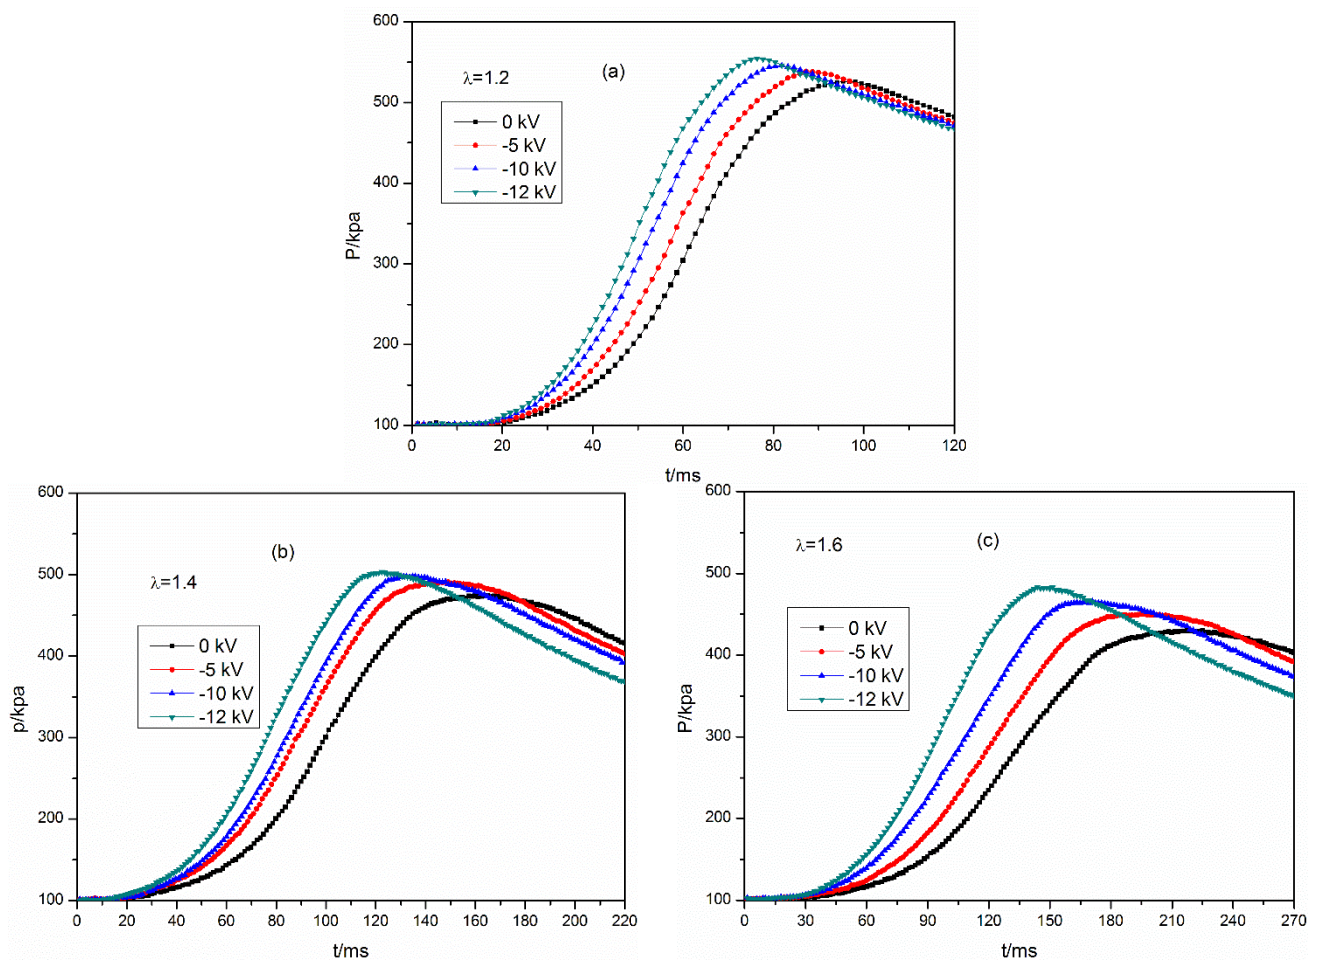 (a)
λ=1.2
0 kV
-5 kV
-10 kV
-12 kV
P/kpa
600
500
400
300
200
100
0 20 40 60 80 100 120
t/ms
(b)
λ=1.4
0 kV
-5 kV
-10 kV
-12 kV
p/kpa
600
500
400
300
200
100
0 20 40 60 80 100 120 140 160 180 200 220
t/ms
(c)
λ=1.6
0 kV
-5 kV
-10 kV
-12 kV
P/kpa
600
500
400
300
200
100
0 30 60 90 120 150 180 210 240 270
t/ms